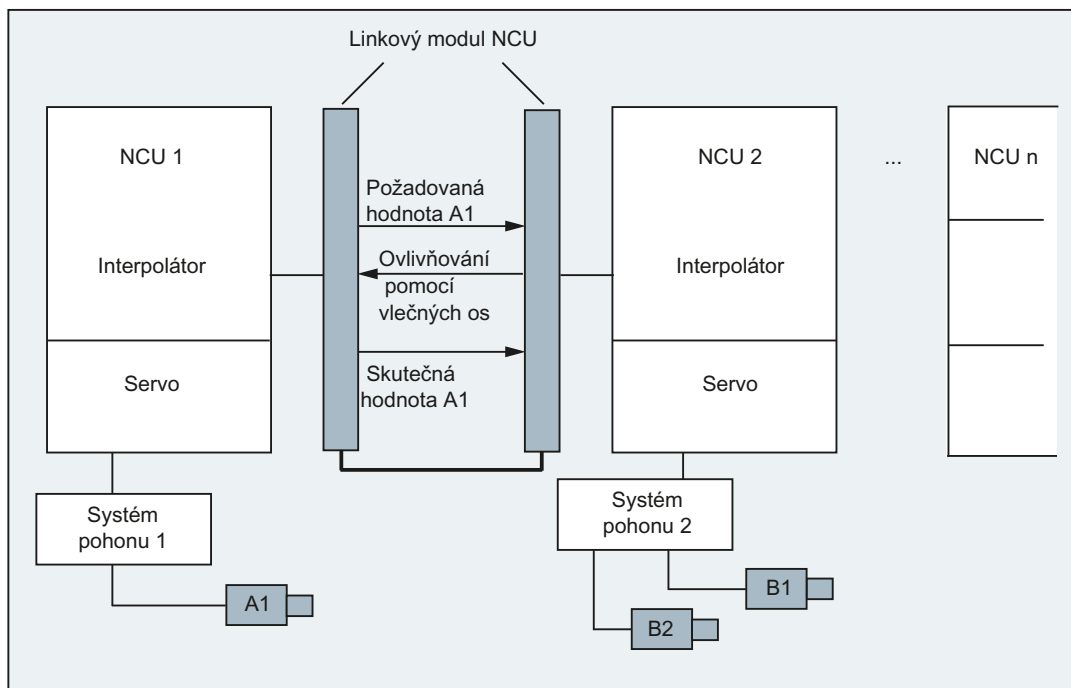 Linkový modul NCU
NCU 1
Interpolátor
Servo
Požadovaná
hodnota A1
Ovlivňování
pomocí
vlečných os
Skutečná
hodnota A1
NCU 2
Interpolátor
Servo
...
NCU n
Systém
pohonu 1
A1
Systém
pohonu 2
B1
B2